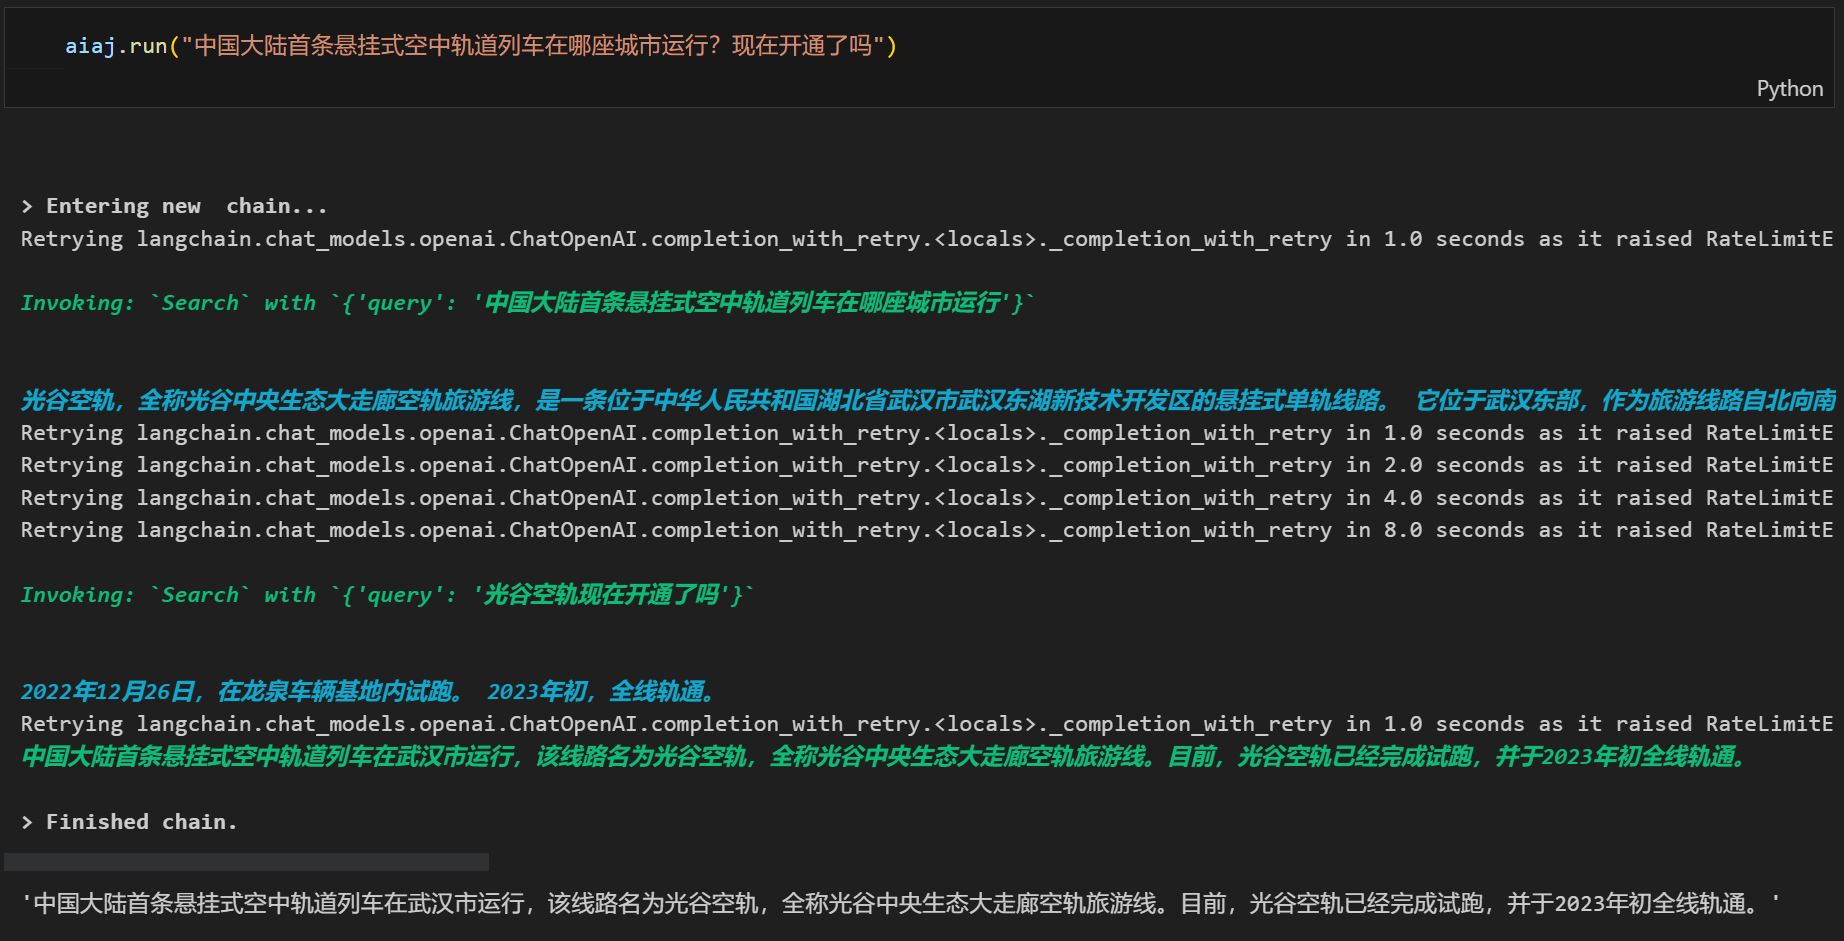 aiaj.run("中国大陆首条悬挂式空中轨道列车在哪座城市运行？现在开通了吗")
Python
> Entering new  chain...
Retrying langchain.chat_models.openai.ChatOpenAI.completion_with_retry.<locals>._completion_with_retry in 1.0 seconds as it raised RateLimitE
Invoking: `Search` with `{'query': '中国大陆首条悬挂式空中轨道列车在哪座城市运行'}`
光谷空轨，全称光谷中央生态大走廊空轨旅游线，是一条位于中华人民共和国湖北省武汉市武汉东湖新技术开发区的悬挂式单轨线路。 它位于武汉东部，作为旅游线路自北向南
Retrying langchain.chat_models.openai.ChatOpenAI.completion_with_retry.<locals>._completion_with_retry in 1.0 seconds as it raised RateLimitE
Retrying langchain.chat_models.openai.ChatOpenAI.completion_with_retry.<locals>._completion_with_retry in 2.0 seconds as it raised RateLimitE
Retrying langchain.chat_models.openai.ChatOpenAI.completion_with_retry.<locals>._completion_with_retry in 4.0 seconds as it raised RateLimitE
Retrying langchain.chat_models.openai.ChatOpenAI.completion_with_retry.<locals>._completion_with_retry in 8.0 seconds as it raised RateLimitE
Invoking: `Search` with `{'query': '光谷空轨现在开通了吗'}`
2022年12月26日，在龙泉车辆基地内试跑。 2023年初，全线轨通。
Retrying langchain.chat_models.openai.ChatOpenAI.completion_with_retry.<locals>._completion_with_retry in 1.0 seconds as it raised RateLimitE
中国大陆首条悬挂式空中轨道列车在武汉市运行，该线路名为光谷空轨，全称光谷中央生态大走廊空轨旅游线。目前，光谷空轨已经完成试跑，并于2023年初全线轨通。
> Finished chain.
'中国大陆首条悬挂式空中轨道列车在武汉市运行，该线路名为光谷空轨，全称光谷中央生态大走廊空轨旅游线。目前，光谷空轨已经完成试跑，并于2023年初全线轨通。'